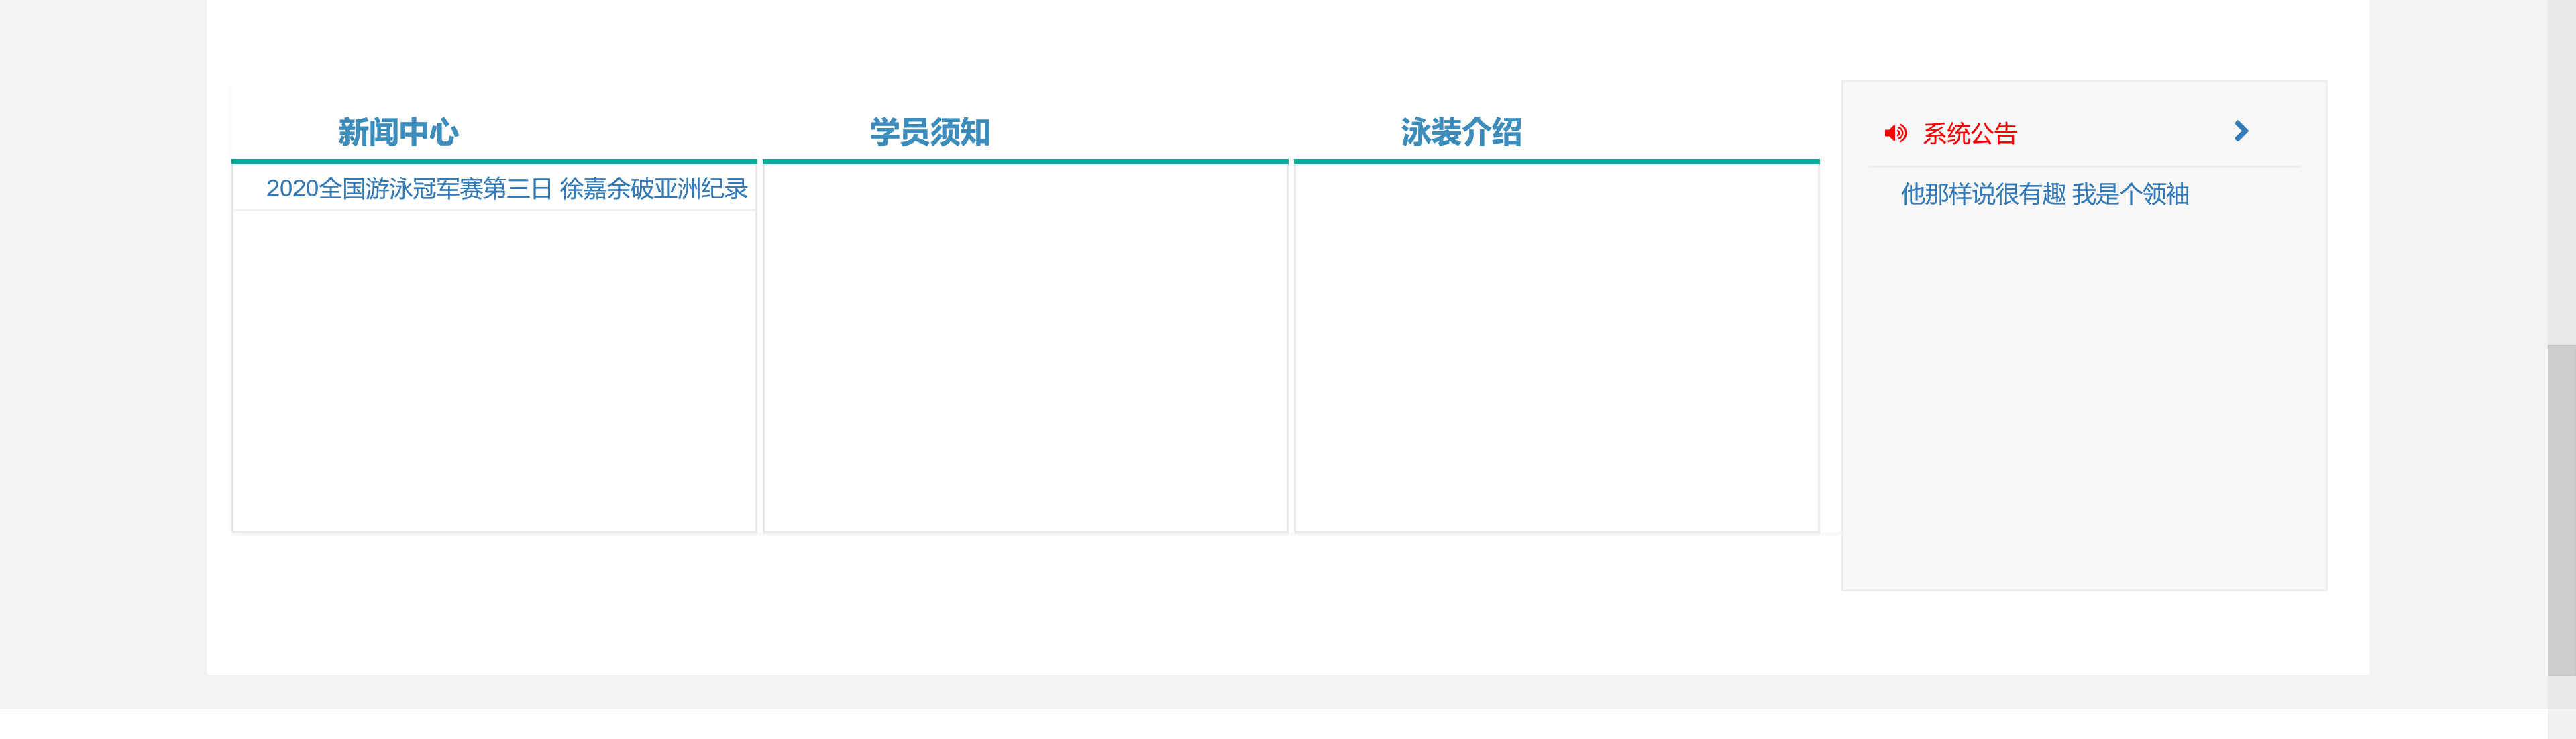 新闻中心
2020全国游泳冠军赛第三日 徐嘉余破亚洲纪录
学员须知
泳装介绍
系统公告
他那样说很有趣 我是个领袖